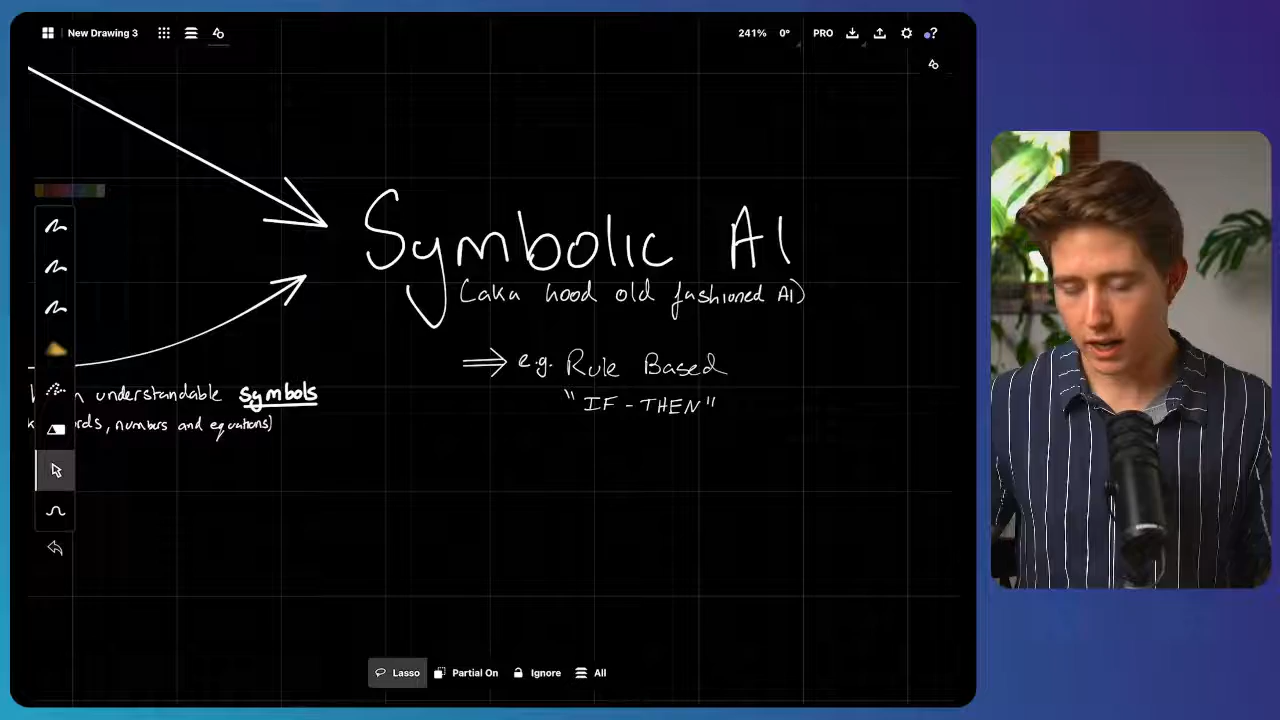 New Drawing 3
241% 0° PRO ?
Symbolic AI
(aka hood old fashioned AI)
⇒ e.g. Rule Based
"IF - THEN"
understandable symbols
numbers and equations)
Lasso Partial On Ignore All